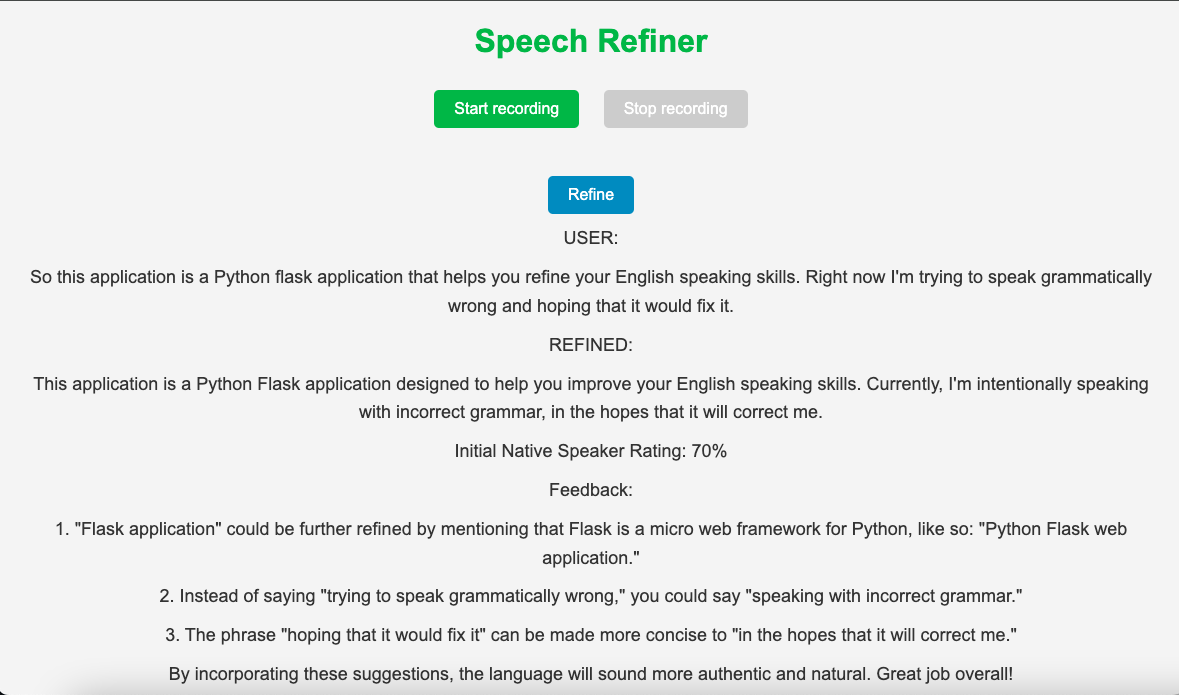 Speech Refiner
Start recording
Stop recording
Refine
USER:
So this application is a Python flask application that helps you refine your English speaking skills. Right now I'm trying to speak grammatically
wrong and hoping that it would fix it.
REFINED:
This application is a Python Flask application designed to help you improve your English speaking skills. Currently, I'm intentionally speaking
with incorrect grammar, in the hopes that it will correct me.
Initial Native Speaker Rating: 70%
Feedback:
1. "Flask application" could be further refined by mentioning that Flask is a micro web framework for Python, like so: "Python Flask web
application."
2. Instead of saying "trying to speak grammatically wrong," you could say "speaking with incorrect grammar."
3. The phrase "hoping that it would fix it" can be made more concise to "in the hopes that it will correct me."
By incorporating these suggestions, the language will sound more authentic and natural. Great job overall!